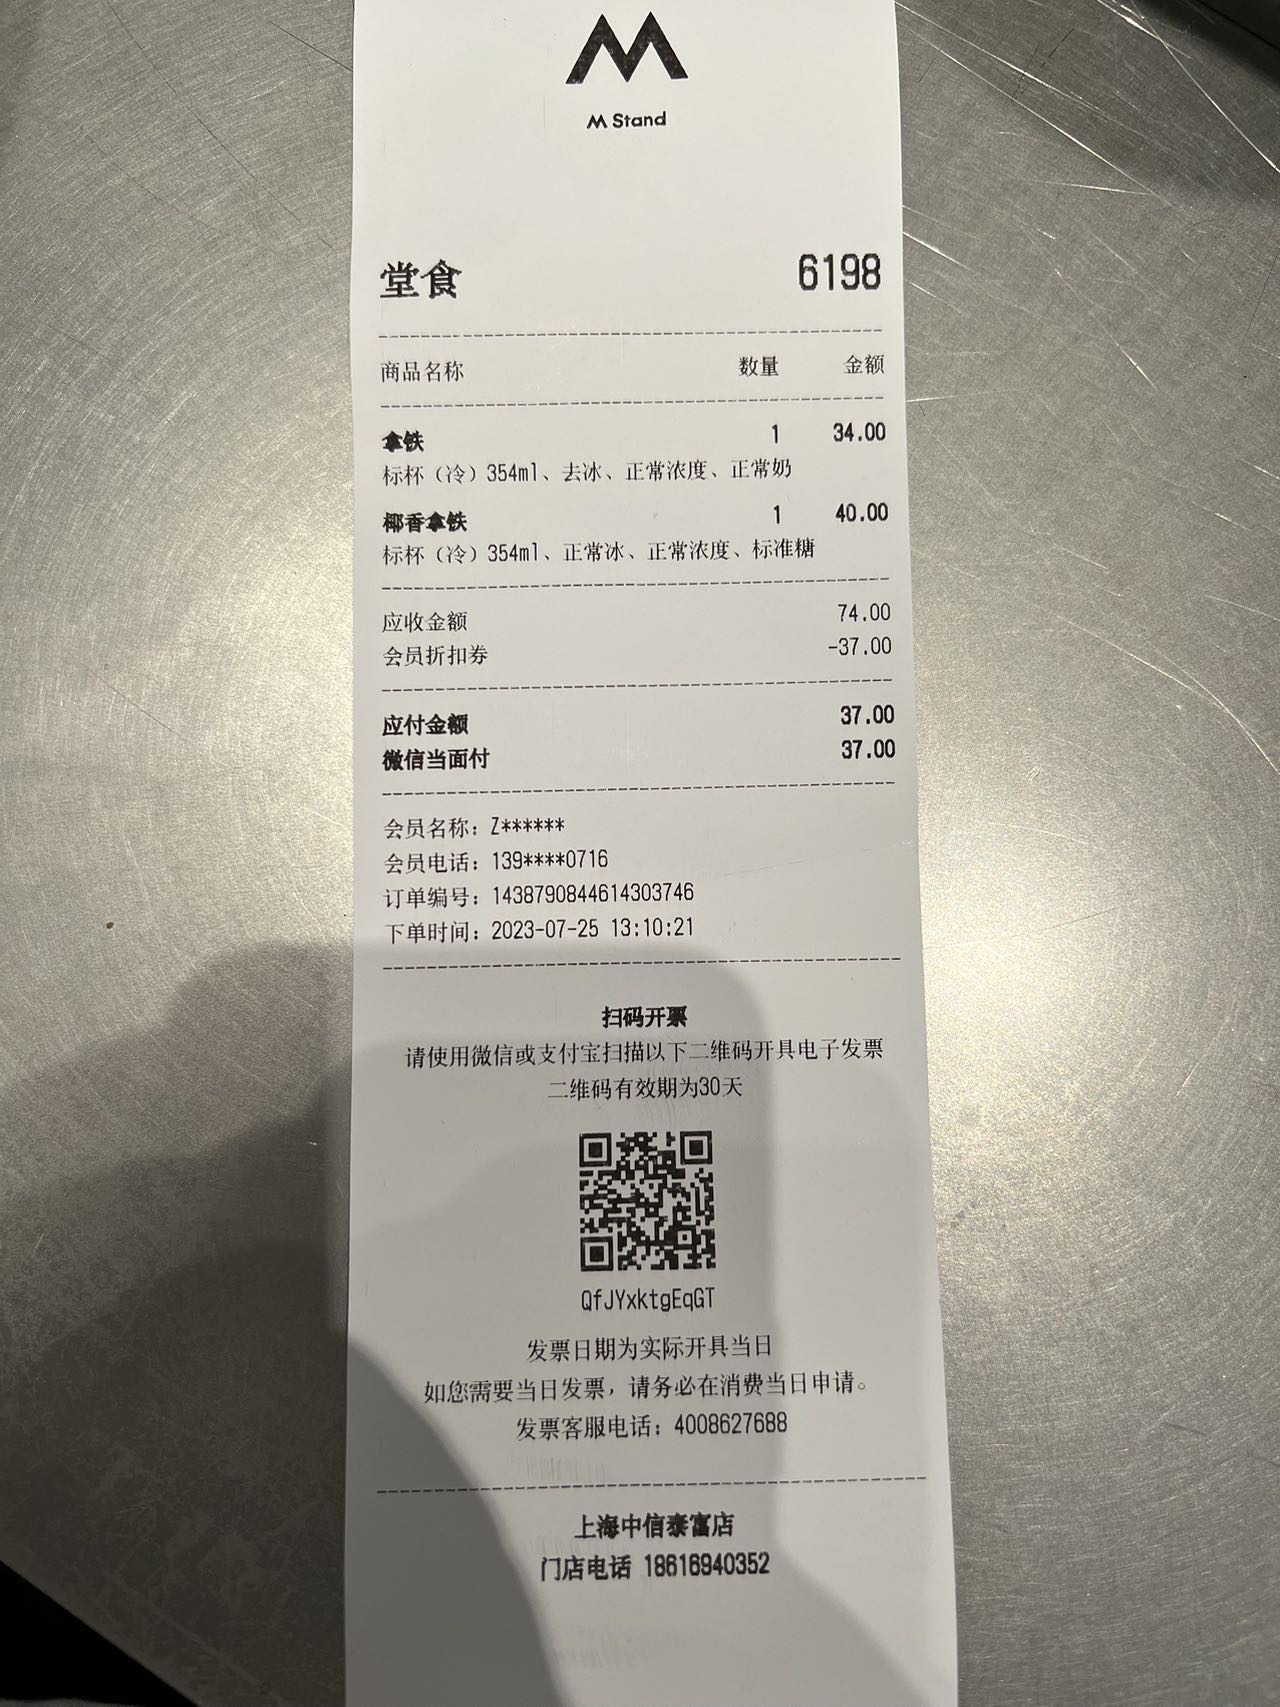 M Stand
堂食 6198
商品名称 数量 金额
拿铁 1 34.00
标杯（冷）354ml、去冰、正常浓度、正常奶
椰香拿铁 1 40.00
标杯（冷）354ml、正常冰、正常浓度、标准糖
应收金额 74.00
会员折扣券 -37.00
应付金额 37.00
微信当面付 37.00
会员名称：Z******
会员电话：139****0716
订单编号：1438790844614303746
下单时间：2023-07-25 13:10:21
扫码开票
请使用微信或支付宝扫描以下二维码开具电子发票
二维码有效期为30天
QfJYxktgEqGT
发票日期为实际开具当日
如您需要当日发票，请务必在消费当日申请。
发票客服电话：4008627688
上海中信泰富店
门店电话 18616940352